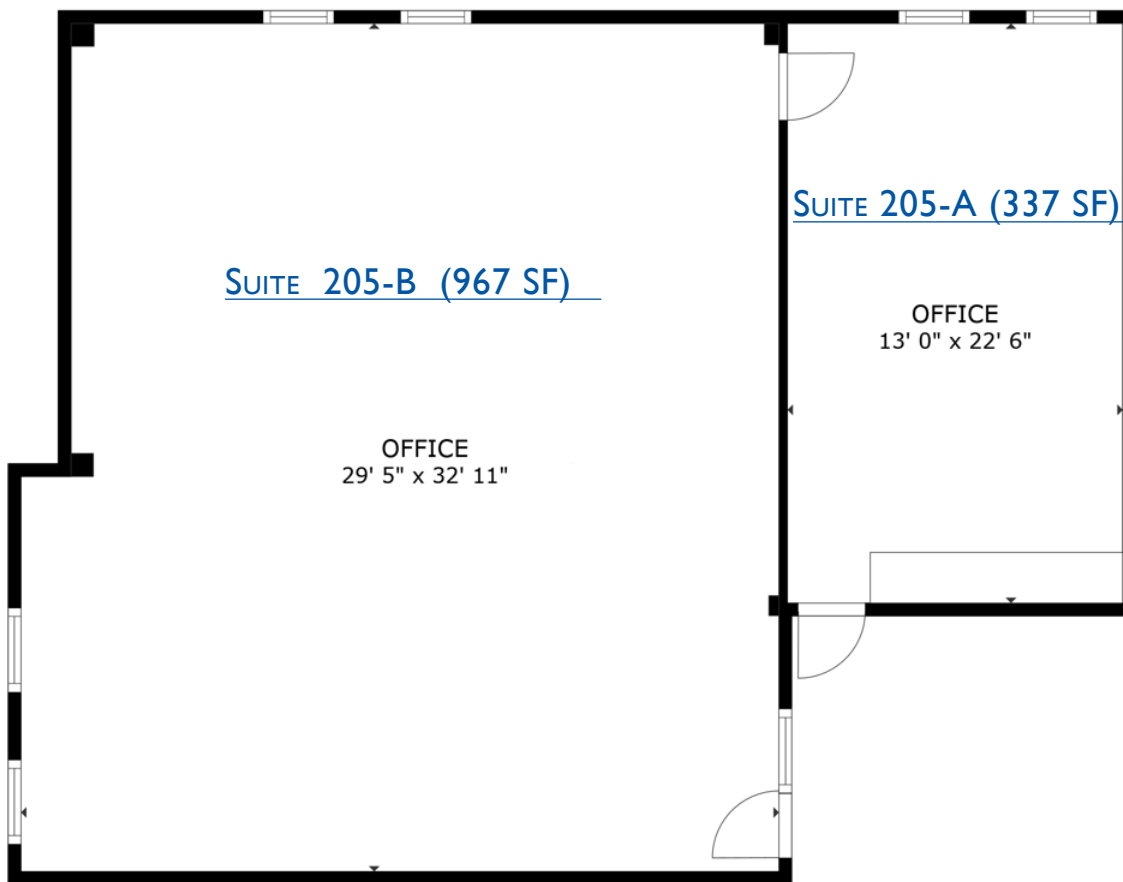 SUITE 205-A (337 SF)
SUITE 205-B (967 SF)
OFFICE
13' 0" x 22' 6"
OFFICE
29' 5" x 32' 11"